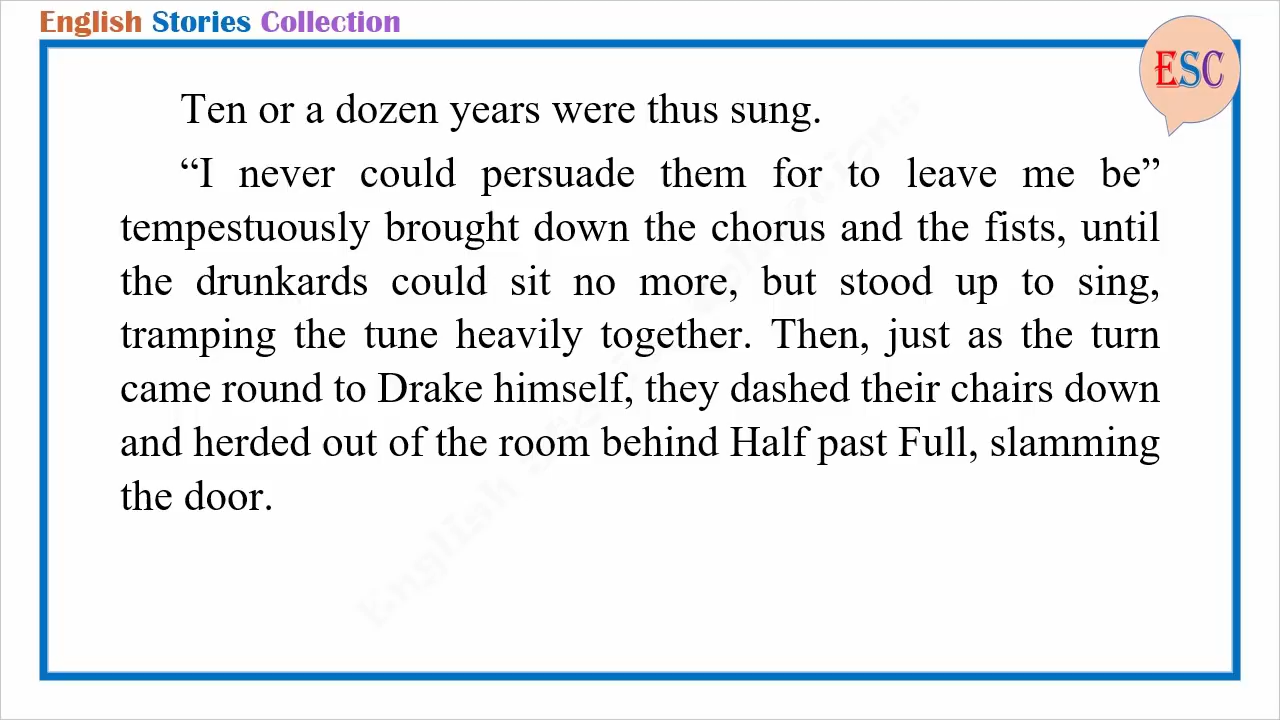 English Stories Collection
ESC
Ten or a dozen years were thus sung.
“I never could persuade them for to leave me be”
tempestuously brought down the chorus and the fists, until
the drunkards could sit no more, but stood up to sing,
tramping the tune heavily together. Then, just as the turn
came round to Drake himself, they dashed their chairs down
and herded out of the room behind Half past Full, slamming
the door.